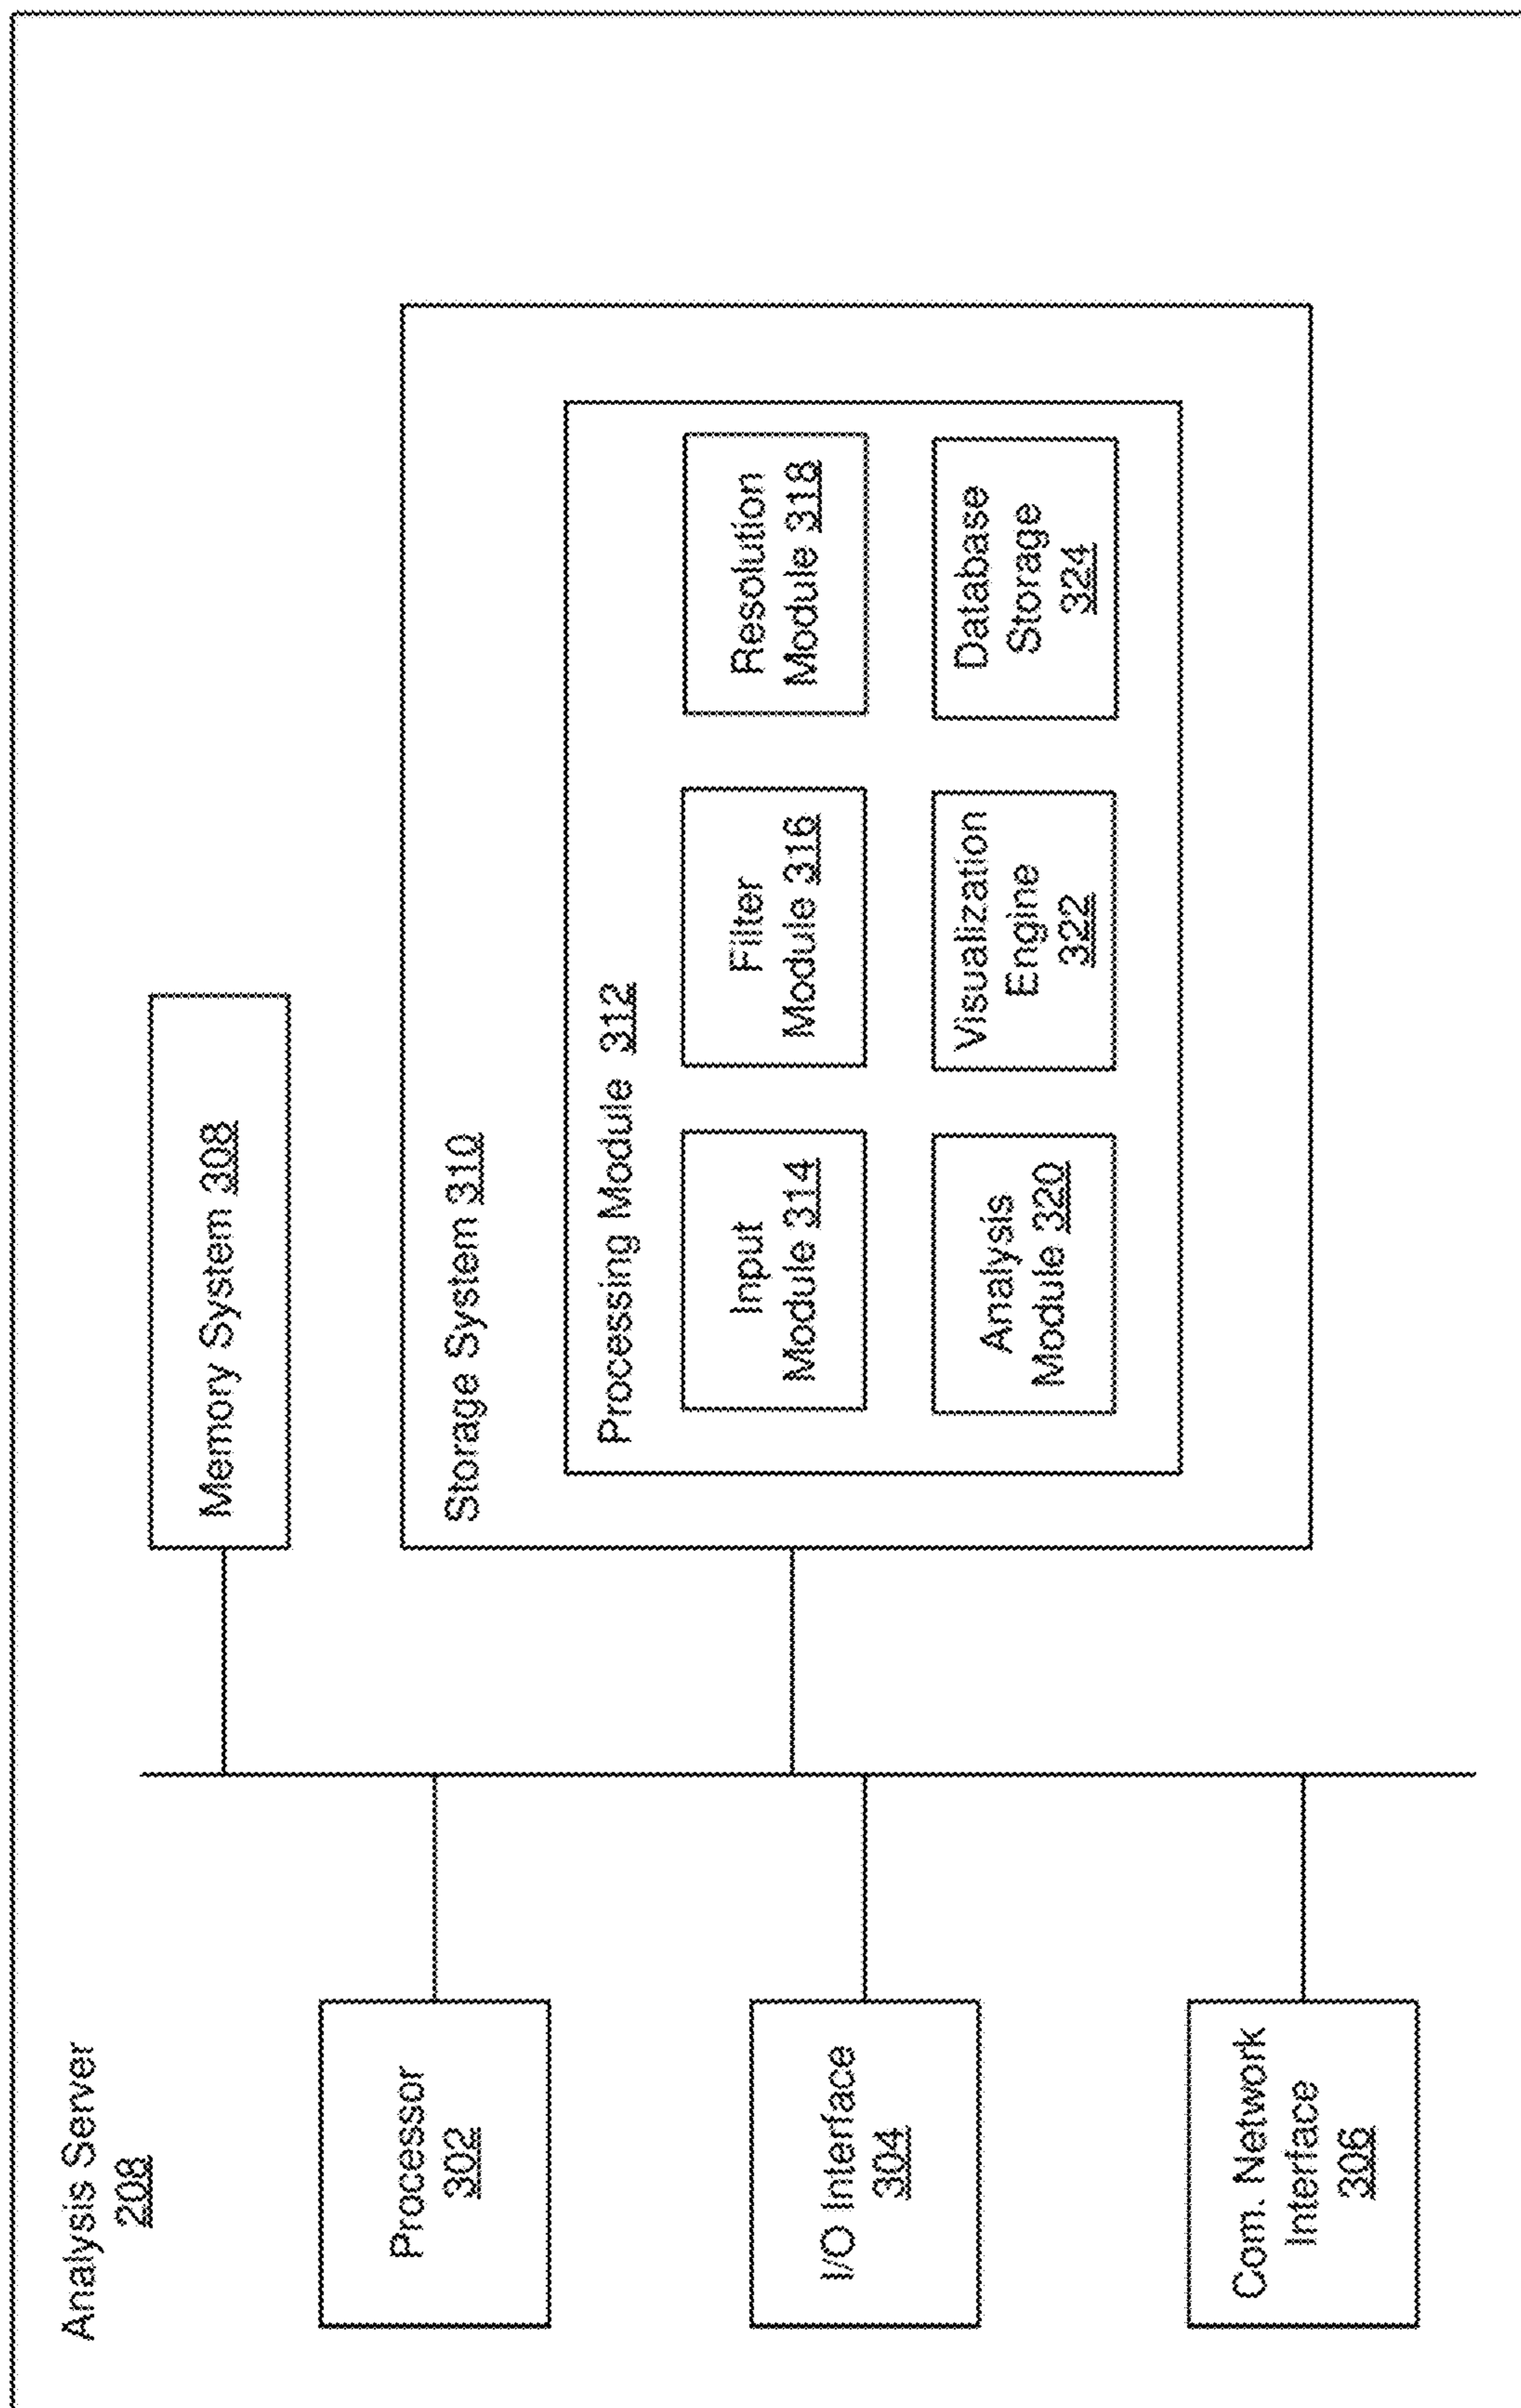 Analysis Server
208
Processor
302
I/O Interface
304
Com. Network
Interface
306
Memory System 308
Storage System 310
Processing Module 312
Input
Module 314
Filter
Module 316
Resolution
Module 318
Analysis
Module 320
Visualization
Engine
322
Database
Storage
324